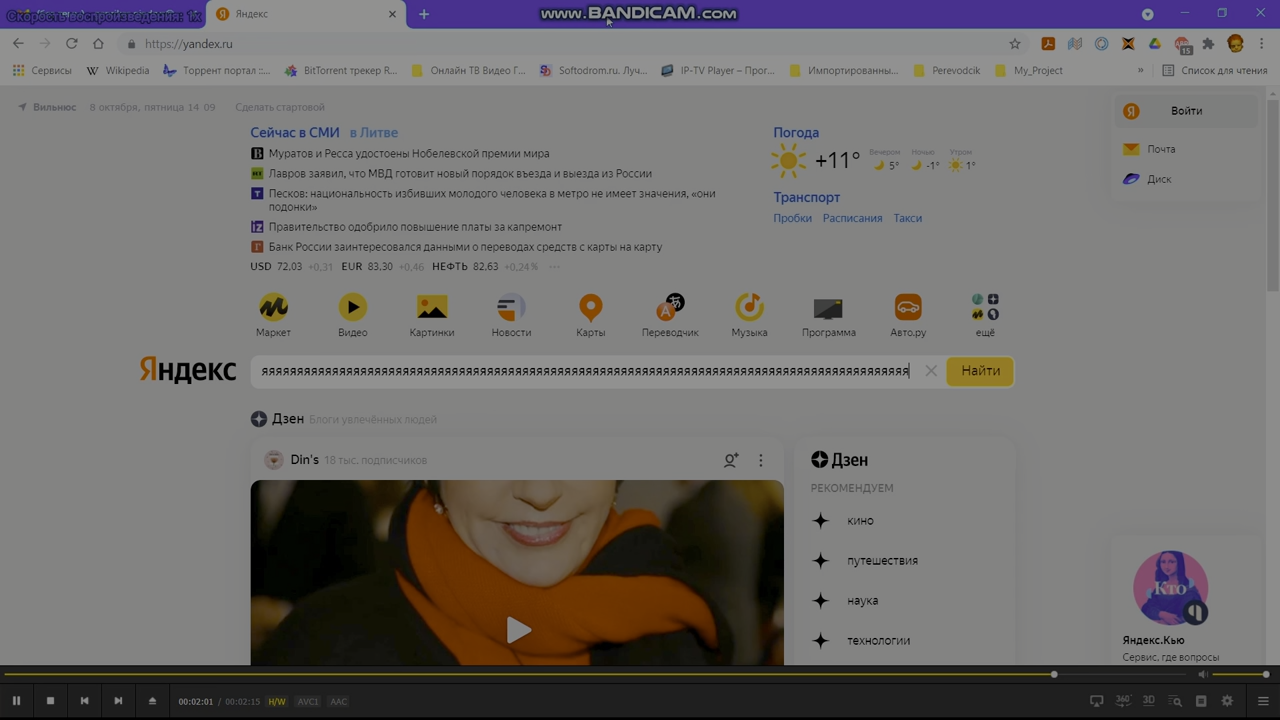 Скорость воспроизведения: 1x
Яндекс
www.BANDICAM.com
https://yandex.ru
15
Сервисы
Wikipedia
Торрент портал ::...
BitTorrent трекер R...
Онлайн ТВ Видео Г...
Softodrom.ru. Луч...
IP-TV Player – Прог...
Импортированны...
Perevodcik
My_Project
»
Список для чтения
Вильнюс
8 октября, пятница 14 09
Сделать стартовой
Сейчас в СМИ в Литве
Муратов и Ресса удостоены Нобелевской премии мира
Лавров заявил, что МВД готовит новый порядок въезда и выезда из России
Песков: национальность избивших молодого человека в метро не имеет значения, «они
подонки»
Правительство одобрило повышение платы за капремонт
Банк России заинтересовался данными о переводах средств с карты на карту
USD 72,03 +0,31 EUR 83,30 +0,46 НЕФТЬ 82,63 +0,24% ···
Погода
+11°
Вечером 5°
Ночью -1°
Утром 1°
Транспорт
Пробки Расписания Такси
Войти
Почта
Диск
Маркет
Видео
Картинки
Новости
Карты
Переводчик
Музыка
Программа
Авто.ру
ещё
Яндекс
яяяяяяяяяяяяяяяяяяяяяяяяяяяяяяяяяяяяяяяяяяяяяяяяяяяяяяяяяяяяяяяяяяяяяяяяяяяяяяяяяяяяяяяяяяяя
Найти
Дзен Блоги увлечённых людей
Din's 18 тыс. подписчиков
Дзен
РЕКОМЕНДУЕМ
кино
путешествия
наука
технологии
Кто
Яндекс.Кью
Сервис, где вопросы
00:02:01 / 00:02:15 H/W AVC1 AAC
360°
3D